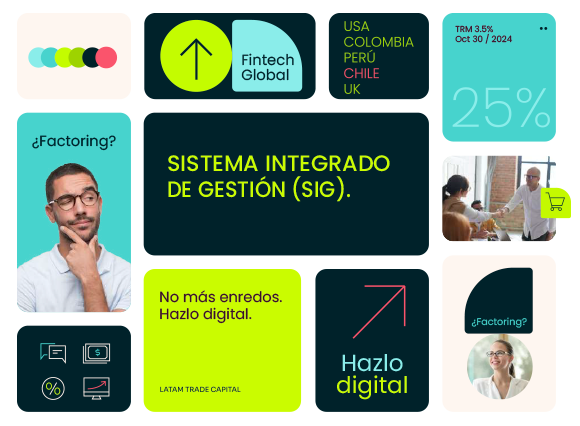 Fintech
Global
USA
COLOMBIA
PERÚ
CHILE
UK
TRM 3.5%
Oct 30 / 2024
25%
¿Factoring?
SISTEMA INTEGRADO
DE GESTIÓN (SIG).
No más enredos.
Hazlo digital.
LATAM TRADE CAPITAL
Hazlo
digital
¿Factoring?
$
%